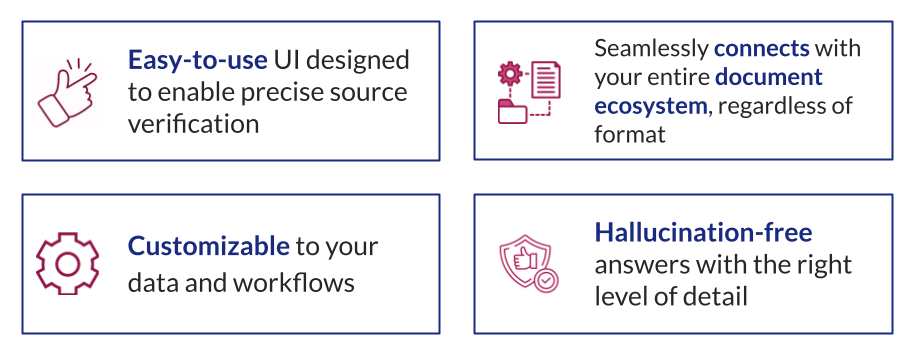 Easy-to-use UI designed
to enable precise source
verification
Seamlessly connects with
your entire document
ecosystem, regardless of
format
Customizable to your
data and workflows
Hallucination-free
answers with the right
level of detail